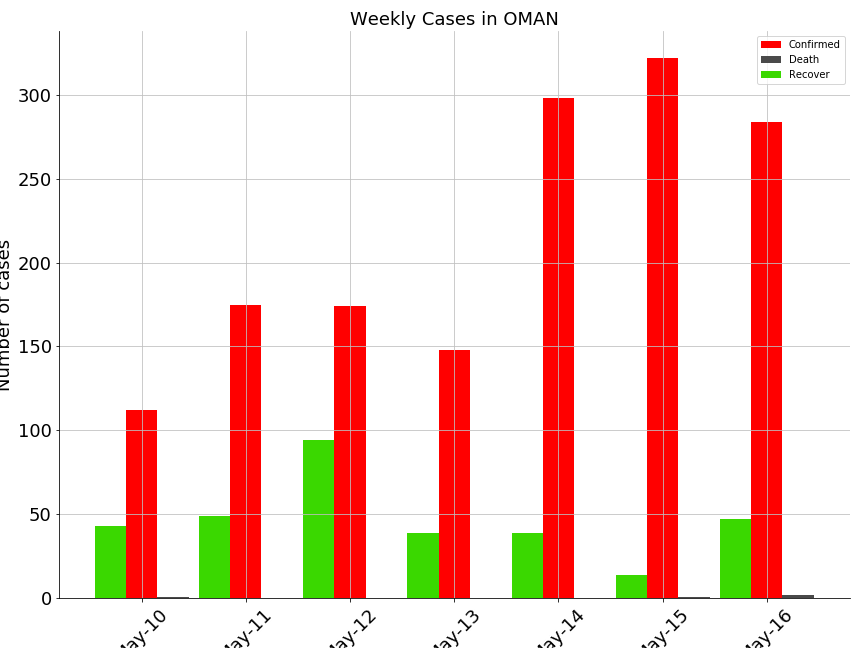 Weekly Cases in OMAN
Confirmed
Death
Recover
Number of cases
300
250
200
150
100
50
0
May-10
May-11
May-12
May-13
May-14
May-15
May-16